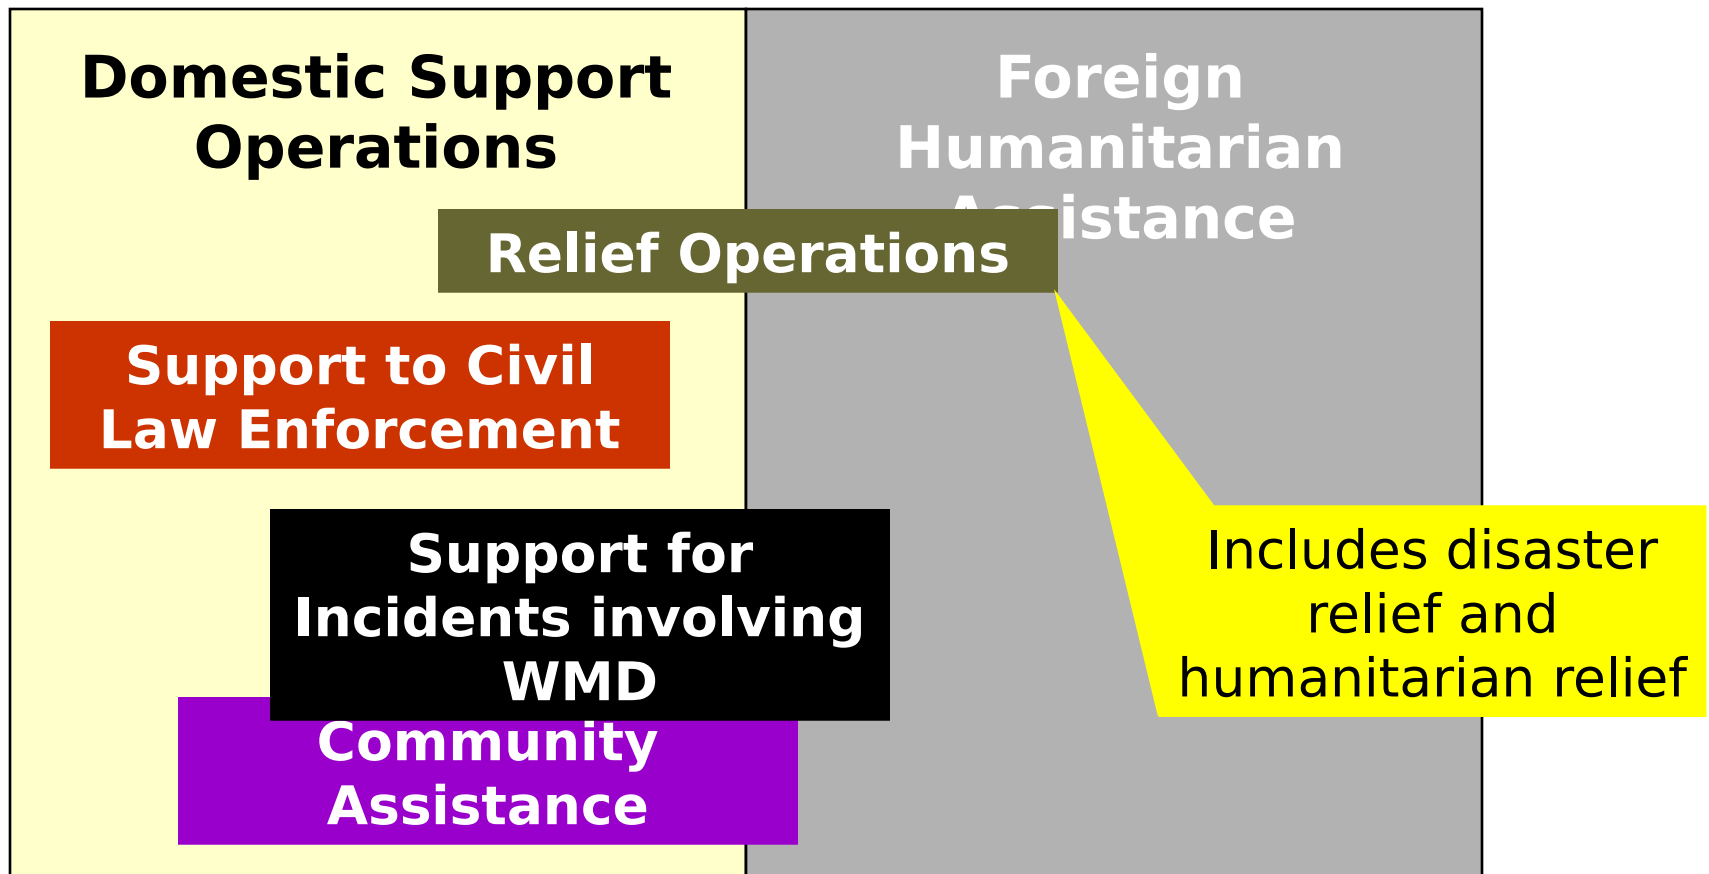 Domestic Support
Operations
Foreign
Humanitarian
Assistance
Relief Operations
Support to Civil
Law Enforcement
Support for
Incidents involving
WMD
Community
Assistance
Includes disaster
relief and
humanitarian relief